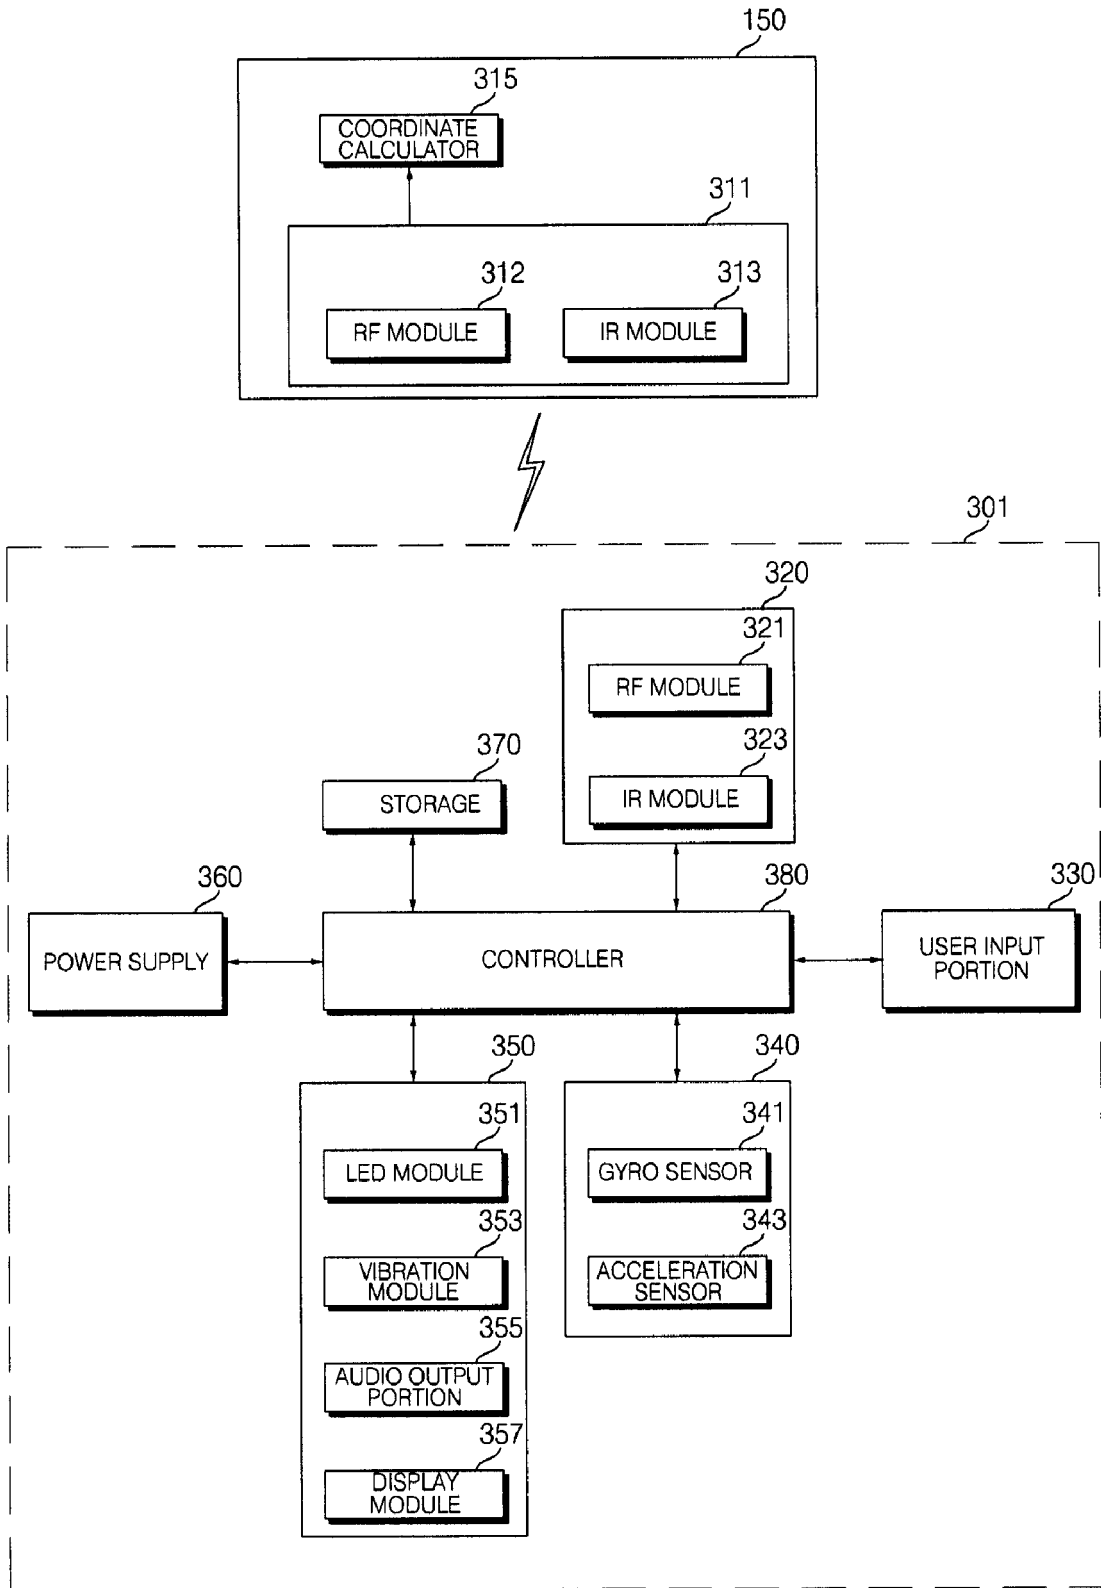 150
315
COORDINATE
CALCULATOR
311
312
313
RF MODULE
IR MODULE
301
320
321
RF MODULE
323
IR MODULE
370
STORAGE
360
380
330
POWER SUPPLY
CONTROLLER
USER INPUT
PORTION
350
340
351
LED MODULE
341
GYRO SENSOR
353
VIBRATION
MODULE
343
ACCELERATION
SENSOR
355
AUDIO OUTPUT
PORTION
357
DISPLAY
MODULE